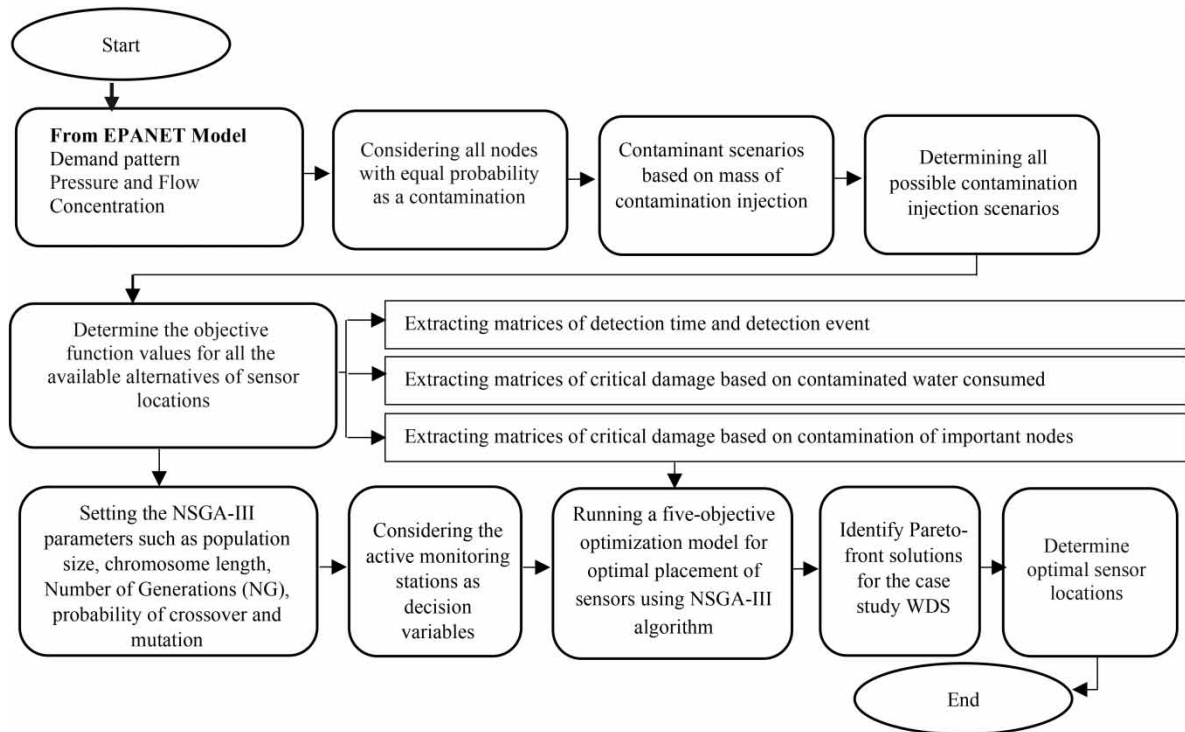 Start
From EPANET Model
Demand pattern
Pressure and Flow
Concentration
Considering all nodes
with equal probability
as a contamination
Contaminant scenarios
based on mass of
contamination injection
Determining all
possible contamination
injection scenarios
Determine the objective
function values for all the
available alternatives of sensor
locations
Extracting matrices of detection time and detection event
Extracting matrices of critical damage based on contaminated water consumed
Extracting matrices of critical damage based on contamination of important nodes
Setting the NSGA-III
parameters such as population
size, chromosome length,
Number of Generations (NG),
probability of crossover and
mutation
Considering the
active monitoring
stations as
decision
variables
Running a five-objective
optimization model for
optimal placement of
sensors using NSGA-III
algorithm
Identify Pareto-
front solutions
for the case
study WDS
Determine
optimal sensor
locations
End